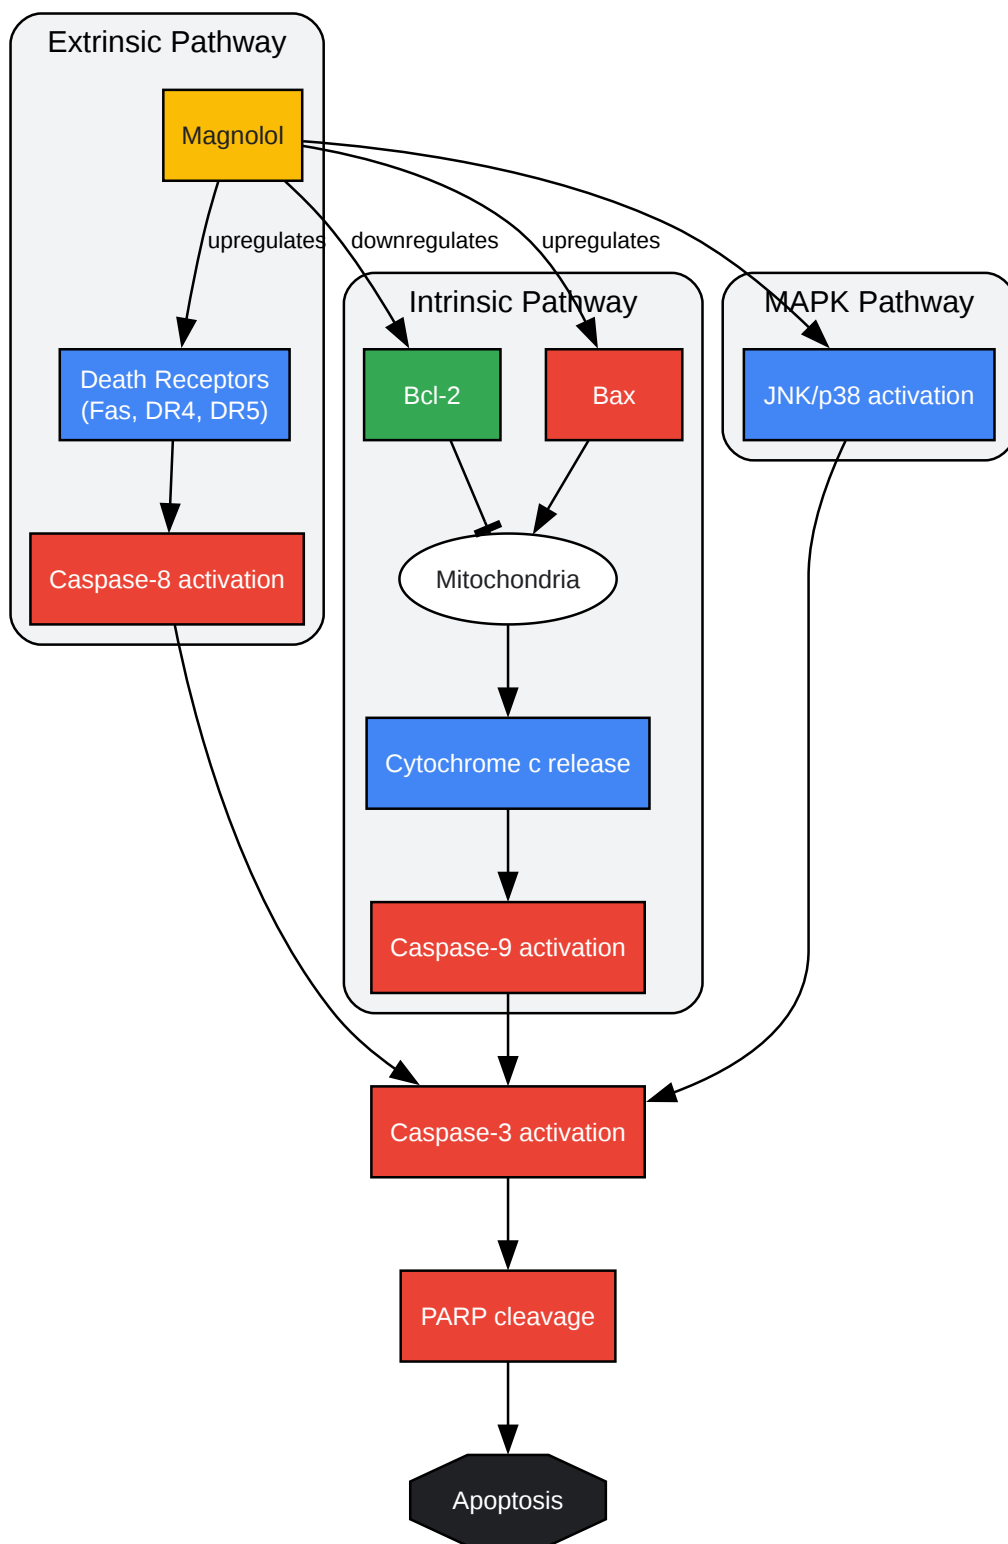 Extrinsic Pathway
Magnolol
upregulates
downregulates
upregulates
Intrinsic Pathway
MAPK Pathway
Death Receptors
(Fas, DR4, DR5)
Bcl-2
Bax
JNK/p38 activation
Caspase-8 activation
Mitochondria
Cytochrome c release
Caspase-9 activation
Caspase-3 activation
PARP cleavage
Apoptosis